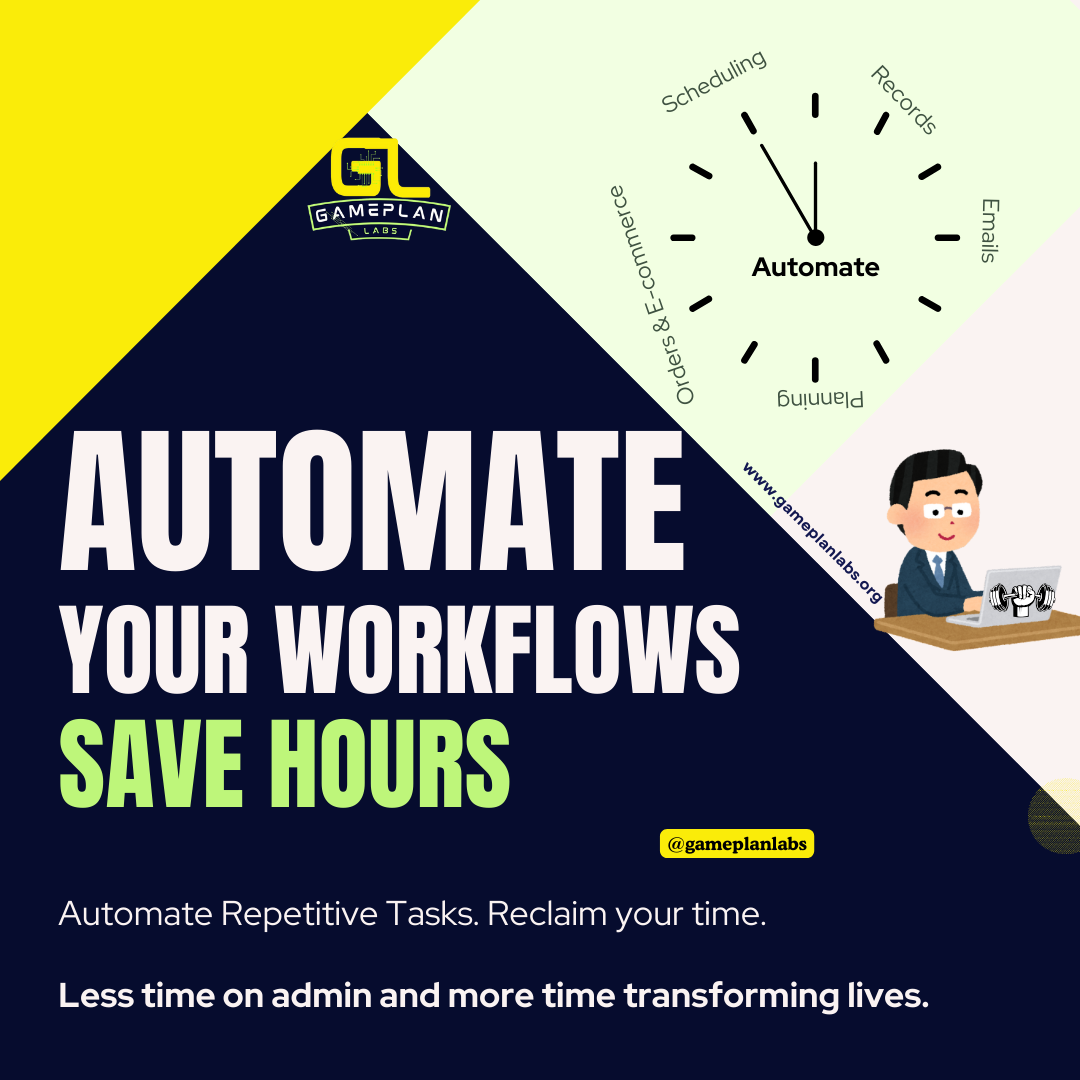 GL
GAMEPLAN
LABS
Scheduling
Records
Emails
Orders & E-commerce
Automate
Planning
www.gameplanlabs.org
AUTOMATE
YOUR WORKFLOWS
SAVE HOURS
@gameplanlabs
Automate Repetitive Tasks. Reclaim your time.
Less time on admin and more time transforming lives.